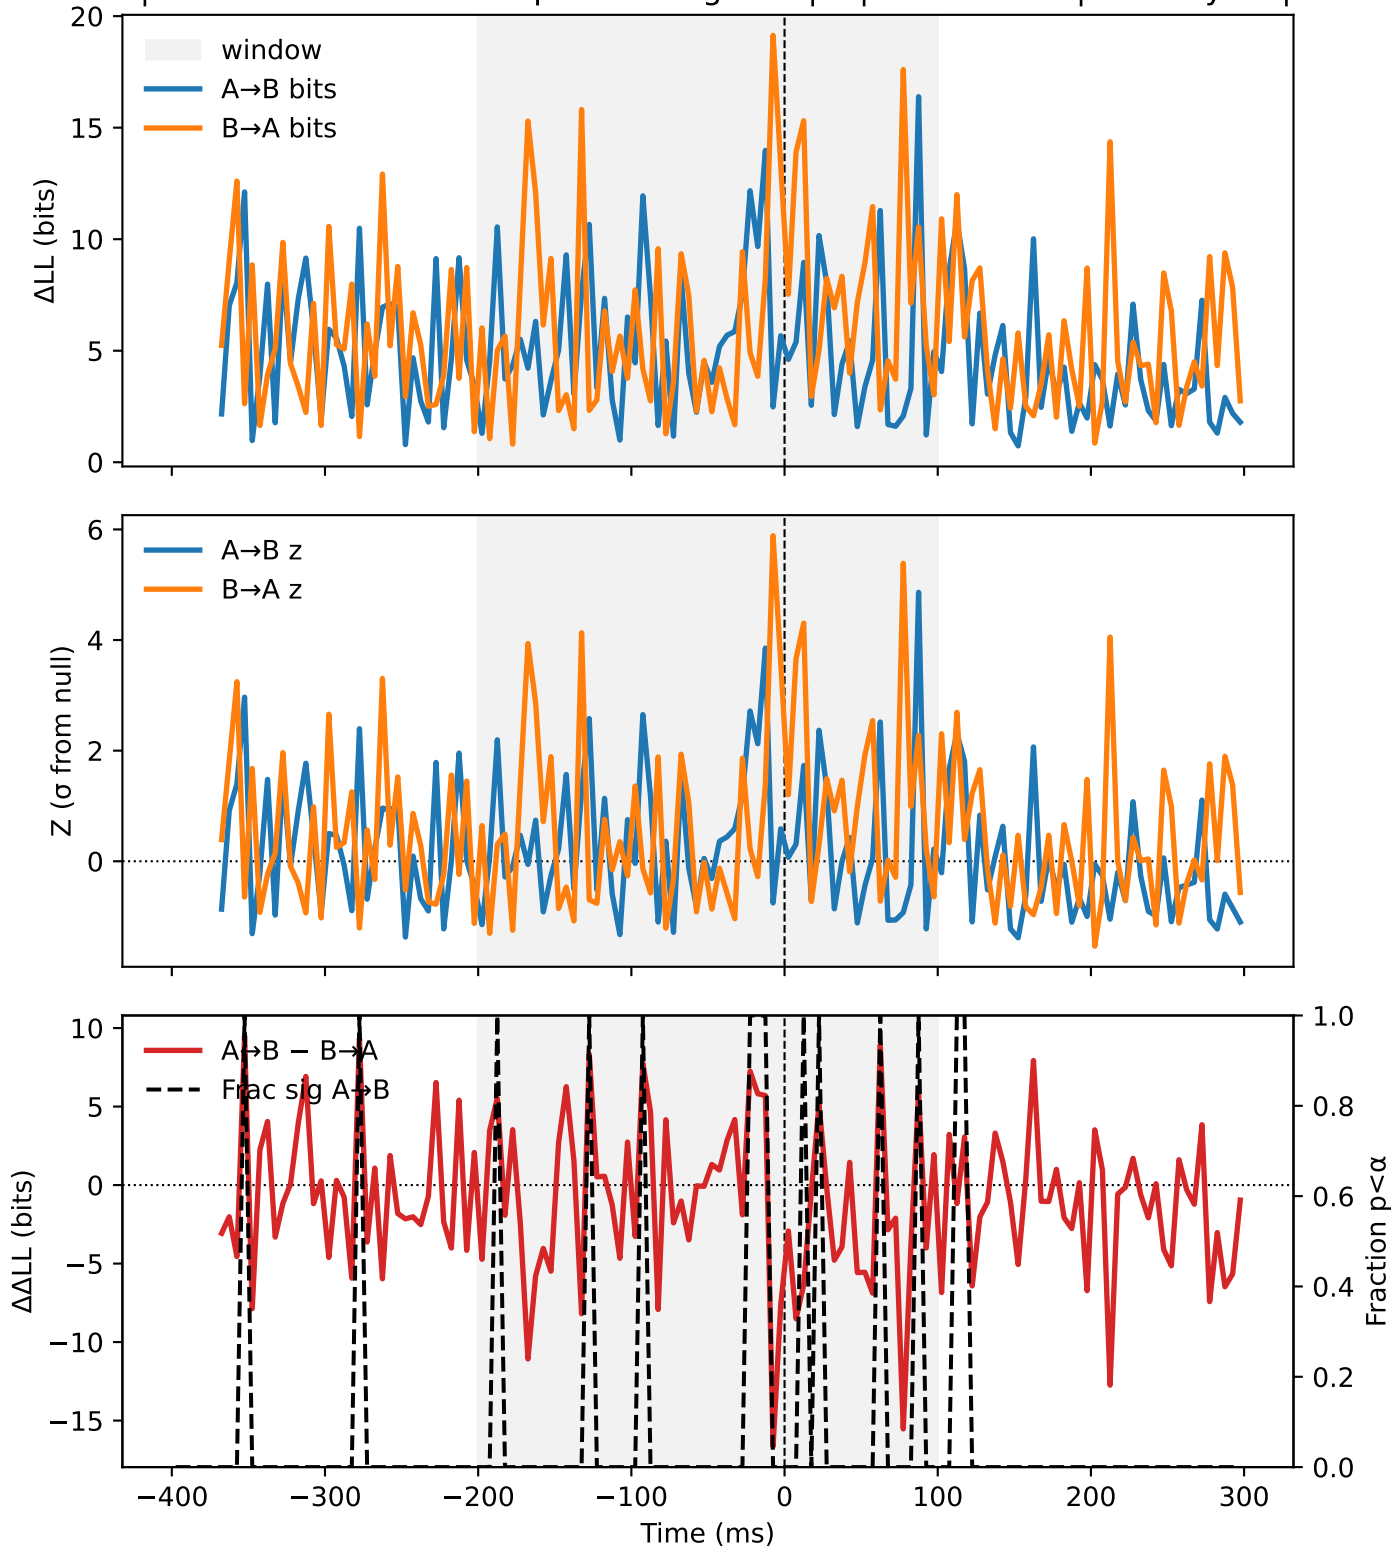 20
15
10
5
0
ΔLL (bits)
window
A→B bits
B→A bits
6
4
2
0
Z (σ from null)
A→B z
B→A z
10
5
0
−5
−10
−15
ΔΔLL (bits)
A→B − B→A
Frac sig A→B
1.0
0.8
0.6
0.4
0.2
0.0
Fraction p<α
−400 −300 −200 −100 0 100 200 300
Time (ms)